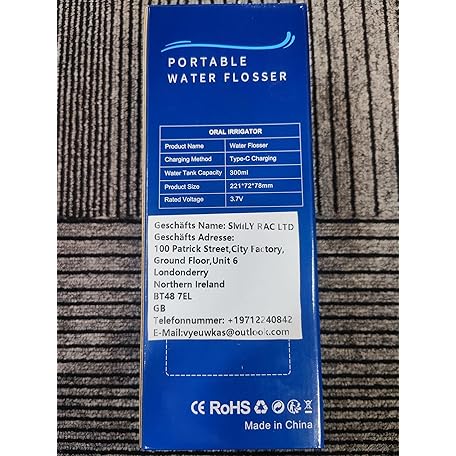 PORTABLE
WATER FLOSSER
ORAL IRRIGATOR
Product Name Water Flosser
Charging Method Type-C Charging
Water Tank Capacity 300ml
Product Size 221*72*78mm
Rated Voltage 3.7V
Geschäfts Name: SMILY RAC LTD
Geschäfts Adresse:
100 Patrick Street,City Factory,
Ground Floor,Unit 6
Londonderry
Northern Ireland
BT48 7EL
GB
Telefonnummer: +19712240842
E-Mail:vyeuwkas@outlook.com
CE RoHS
Made in China